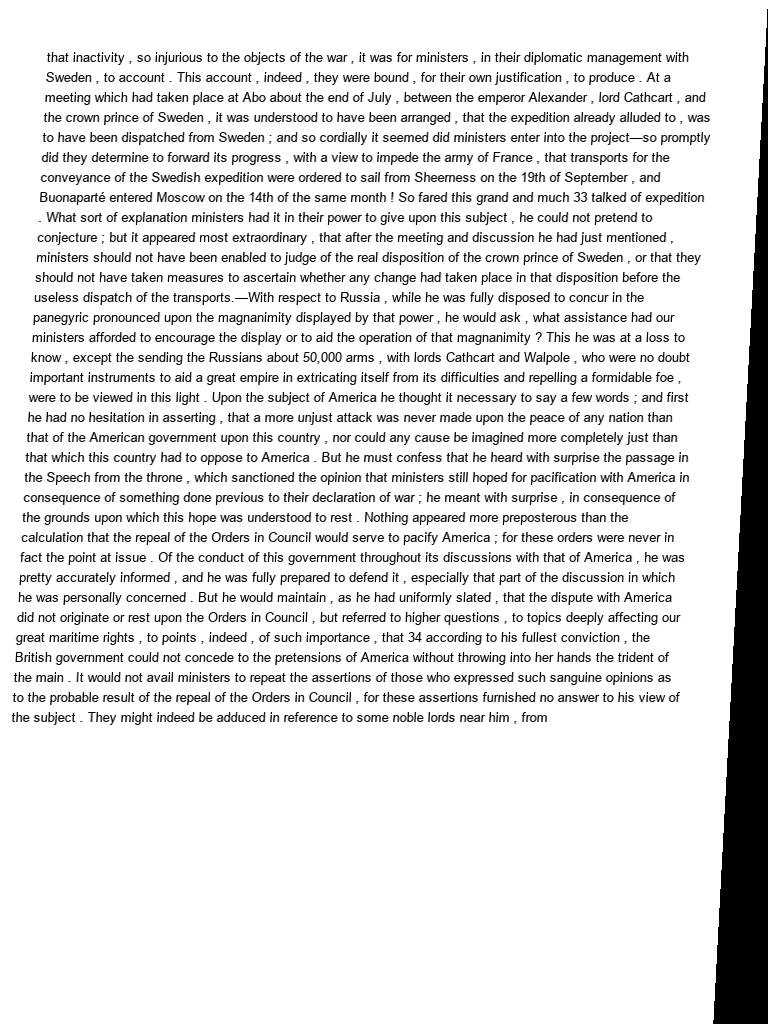 that inactivity , so injurious to the objects of the war , it was for ministers , in their diplomatic management with
Sweden , to account . This account , indeed , they were bound , for their own justification , to produce . At a
meeting which had taken place at Abo about the end of July , between the emperor Alexander , lord Cathcart , and
the crown prince of Sweden , it was understood to have been arranged , that the expedition already alluded to , was
to have been dispatched from Sweden ; and so cordially it seemed did ministers enter into the project—so promptly
did they determine to forward its progress , with a view to impede the army of France , that transports for the
conveyance of the Swedish expedition were ordered to sail from Sheerness on the 19th of September , and
Buonaparté entered Moscow on the 14th of the same month ! So fared this grand and much 33 talked of expedition
. What sort of explanation ministers had it in their power to give upon this subject , he could not pretend to
conjecture ; but it appeared most extraordinary , that after the meeting and discussion he had just mentioned ,
ministers should not have been enabled to judge of the real disposition of the crown prince of Sweden , or that they
should not have taken measures to ascertain whether any change had taken place in that disposition before the
useless dispatch of the transports.—With respect to Russia , while he was fully disposed to concur in the
panegyric pronounced upon the magnanimity displayed by that power , he would ask , what assistance had our
ministers afforded to encourage the display or to aid the operation of that magnanimity ? This he was at a loss to
know , except the sending the Russians about 50,000 arms , with lords Cathcart and Walpole , who were no doubt
important instruments to aid a great empire in extricating itself from its difficulties and repelling a formidable foe ,
were to be viewed in this light . Upon the subject of America he thought it necessary to say a few words ; and first
he had no hesitation in asserting , that a more unjust attack was never made upon the peace of any nation than
that of the American government upon this country , nor could any cause be imagined more completely just than
that which this country had to oppose to America . But he must confess that he heard with surprise the passage in
the Speech from the throne , which sanctioned the opinion that ministers still hoped for pacification with America in
consequence of something done previous to their declaration of war ; he meant with surprise , in consequence of
the grounds upon which this hope was understood to rest . Nothing appeared more preposterous than the
calculation that the repeal of the Orders in Council would serve to pacify America ; for these orders were never in
fact the point at issue . Of the conduct of this government throughout its discussions with that of America , he was
pretty accurately informed , and he was fully prepared to defend it , especially that part of the discussion in which
he was personally concerned . But he would maintain , as he had uniformly slated , that the dispute with America
did not originate or rest upon the Orders in Council , but referred to higher questions , to topics deeply affecting our
great maritime rights , to points , indeed , of such importance , that 34 according to his fullest conviction , the
British government could not concede to the pretensions of America without throwing into her hands the trident of
the main . It would not avail ministers to repeat the assertions of those who expressed such sanguine opinions as
to the probable result of the repeal of the Orders in Council , for these assertions furnished no answer to his view of
the subject . They might indeed be adduced in reference to some noble lords near him , from